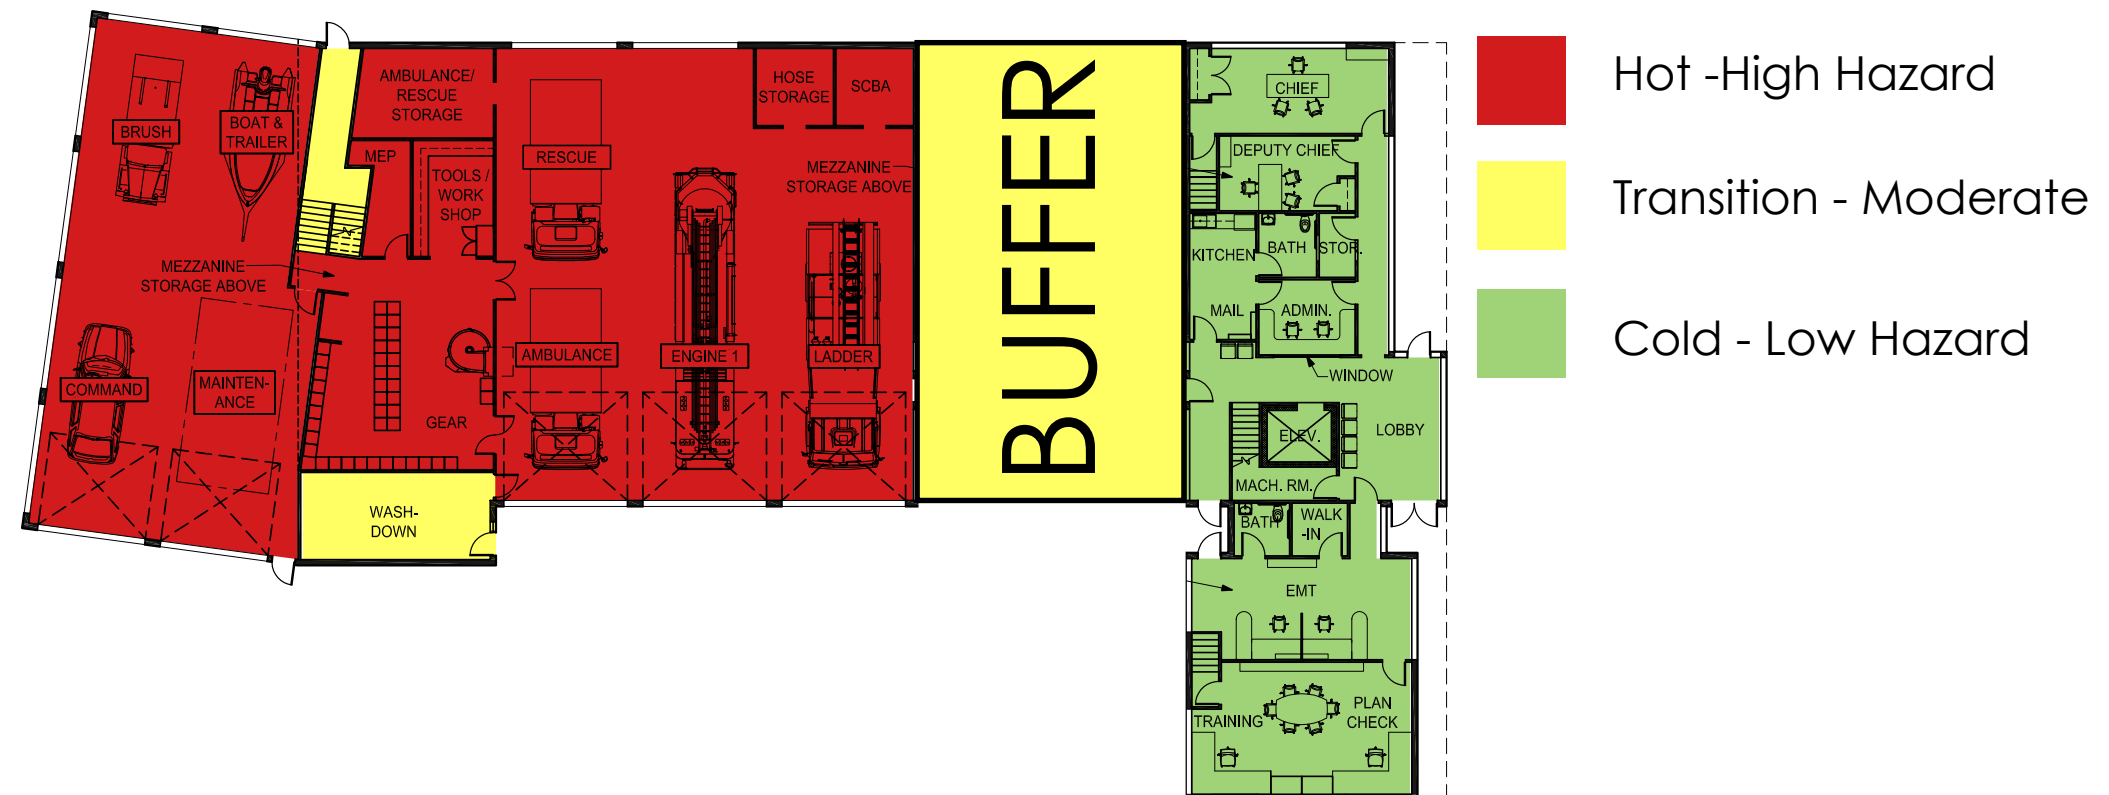 BRUSH
BOAT &
TRAILER
AMBULANCE/
RESCUE
STORAGE
MEP
TOOLS /
WORK
SHOP
MEZZANINE
STORAGE ABOVE
COMMAND
MAINTEN-
ANCE
GEAR
WASH-
DOWN
RESCUE
AMBULANCE
ENGINE 1
LADDER
HOSE
STORAGE
SCBA
MEZZANINE
STORAGE ABOVE
BUFFER
CHIEF
DEPUTY CHIEF
KITCHEN
BATH
STOR.
MAIL
ADMIN.
WINDOW
ELEV.
LOBBY
MACH. RM.
BATH
WALK
-IN
EMT
TRAINING
PLAN
CHECK
Hot -High Hazard
Transition - Moderate
Cold - Low Hazard